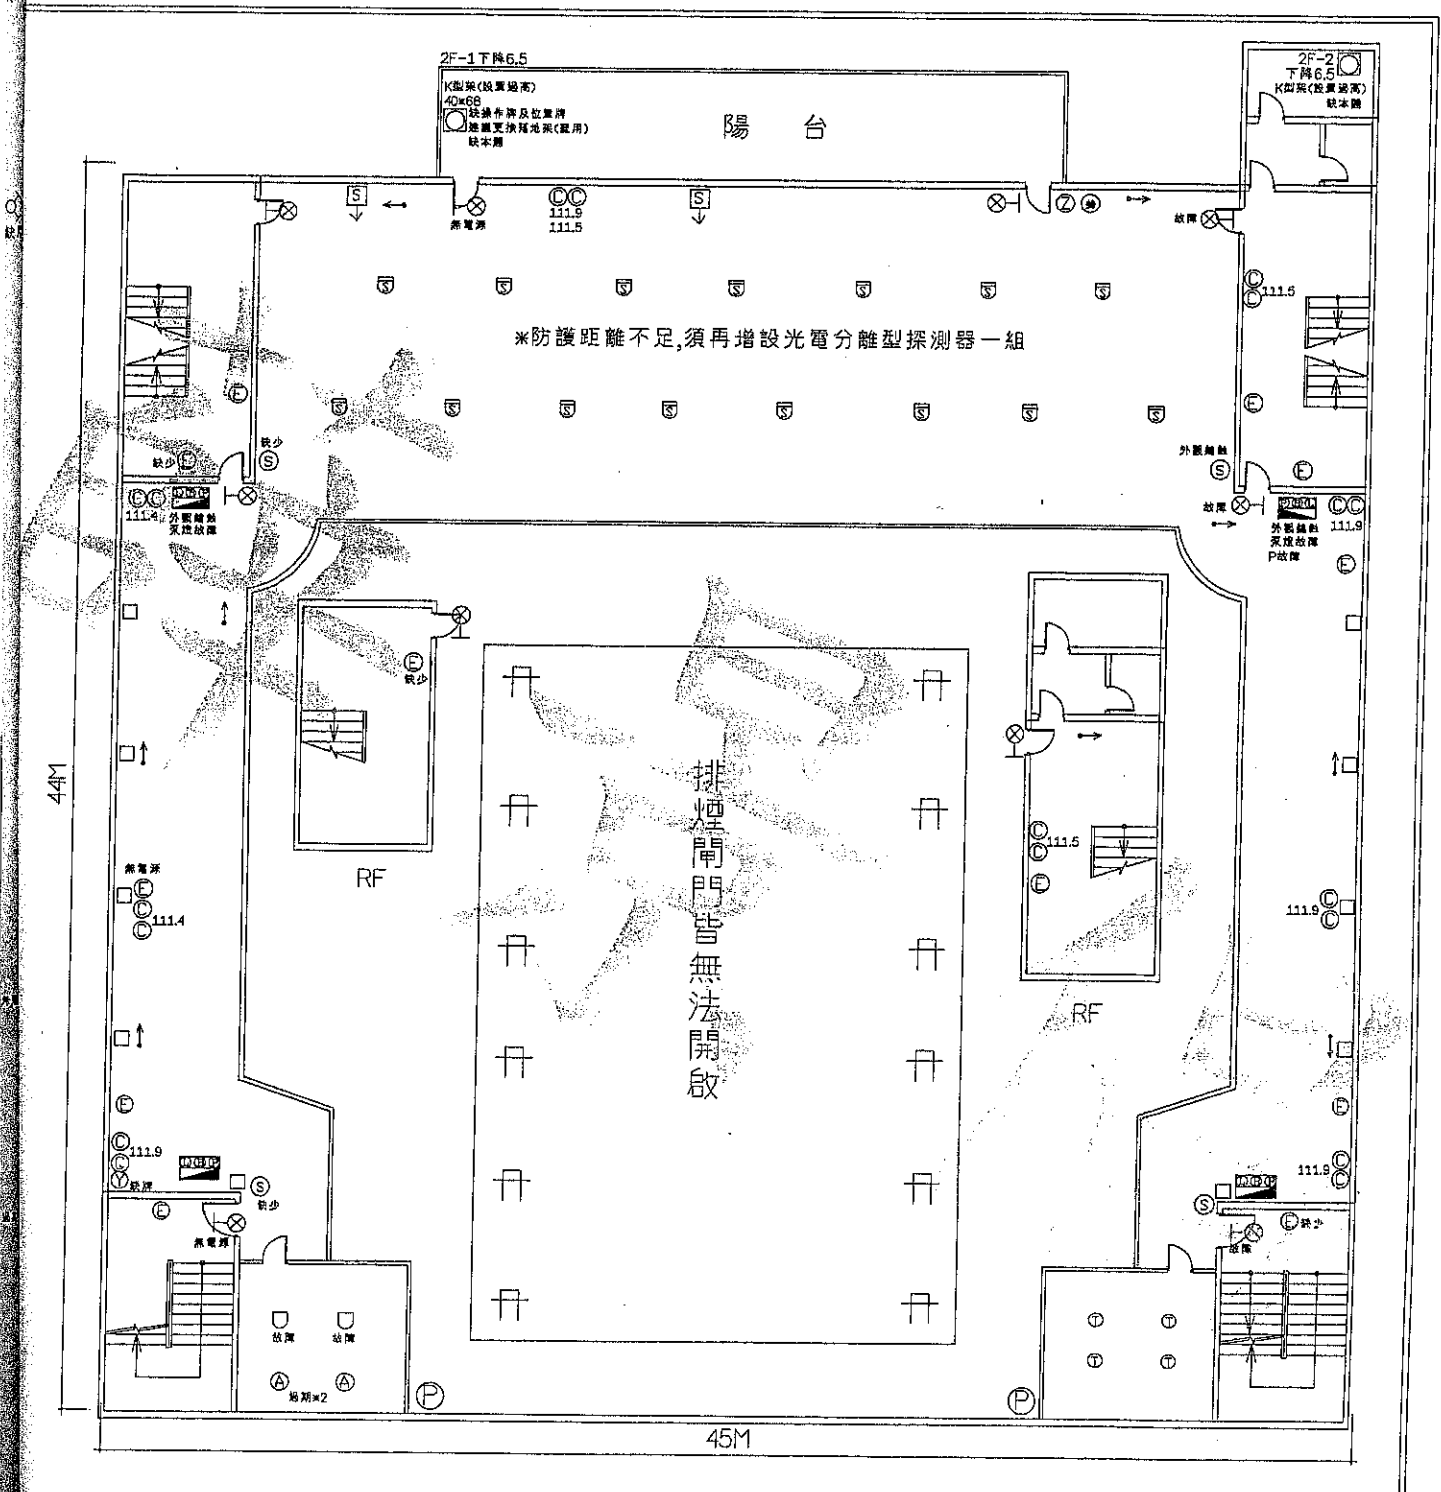 2F-1下降6.5
K型架(設置過高)
40*68
缺操作牌及位置牌
建議更換落地架(壓用)
缺本體
陽 台
2F-2
下降6.5
K型架(設置過高)
缺本體
S
無電源
C C
111.9
111.5
S
Z
故障
S S S S S S S
C
C
111.5
*防護距離不足,須再增設光電分離型探測器一組
E
E
S S S S S S S S
缺少
S
缺少 E
外觀鏽蝕
S
E
C C
111.4
外觀鏽蝕
泵啟故障
故障
C C
111.9
外觀鏽蝕
泵啟故障
P故障
E
E
缺少
44M
排煙閘門皆無法開啟
RF
C
C
111.5
E
RF
無電源
E
C
C
111.4
111.9
C
C
E
E
C
C
111.9
Y 缺牌
S
缺少
E
無電源
111.9
C
C
S
E 缺少
故障
故障 故障
A A
過期*2
P
P
T T
T T
45M